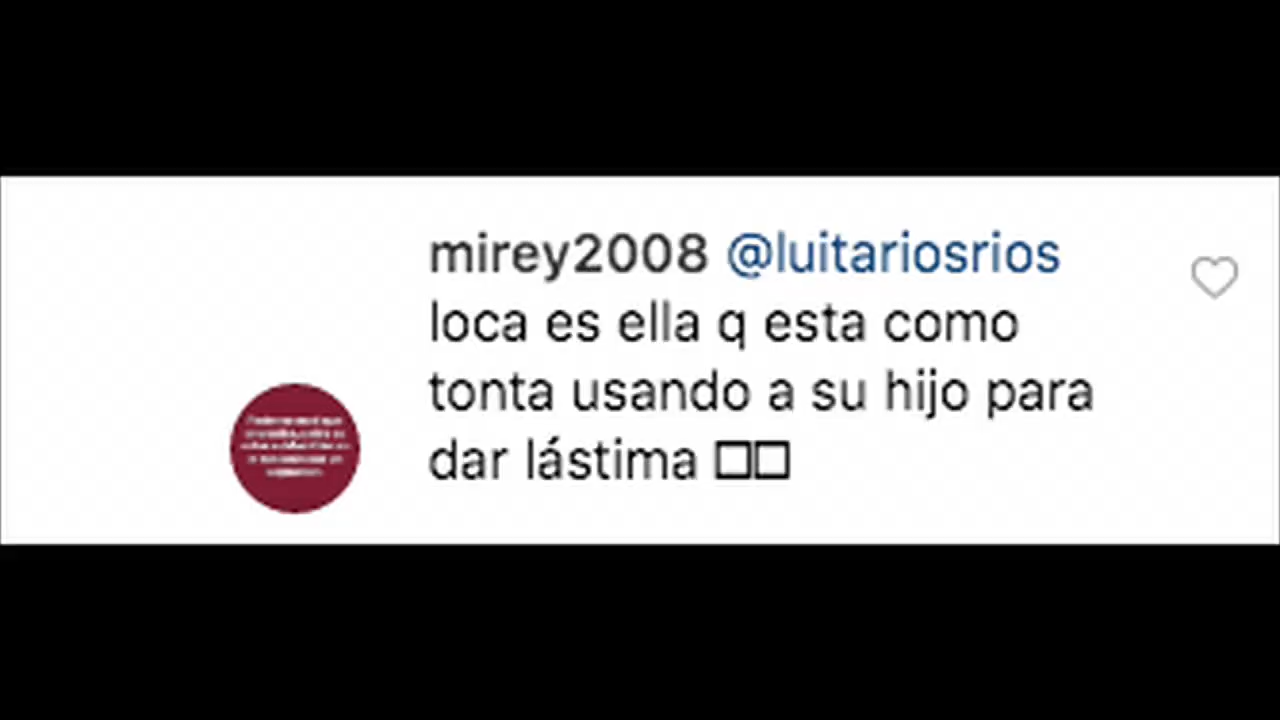 mirey2008 @luitariosrios
loca es ella q esta como
tonta usando a su hijo para
dar lástima □□